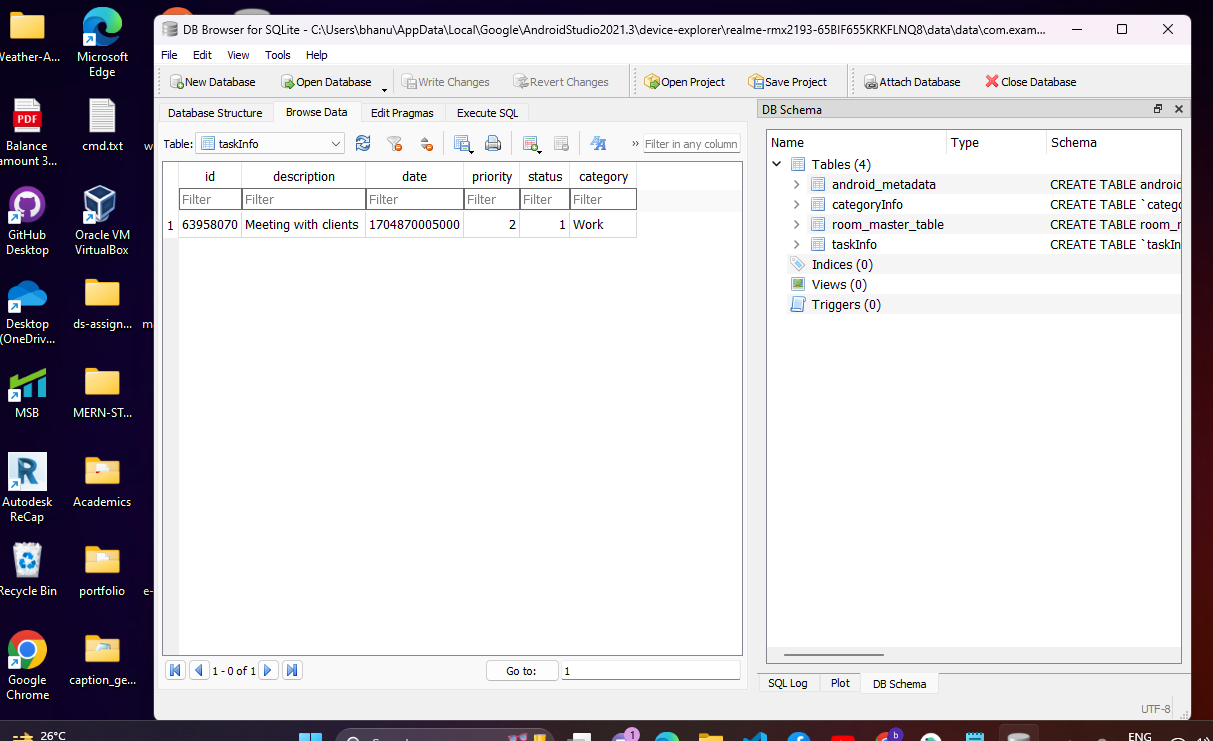 DB Browser for SQLite - C:\Users\bhanu\AppData\Local\Google\AndroidStudio2021.3\device-explorer\realme-rmx2193-65BIF655KRKFLNQ8\data\data\com.exam...
File Edit View Tools Help
New Database Open Database Write Changes Revert Changes Open Project Save Project Attach Database Close Database
Database Structure Browse Data Edit Pragmas Execute SQL
Table: taskInfo » Filter in any column
id description date priority status category
Filter Filter Filter Filter Filter Filter
1 63958070 Meeting with clients 1704870005000 2 1 Work
1 - 0 of 1 Go to: 1
DB Schema
Name Type Schema
Tables (4)
android_metadata CREATE TABLE android
categoryInfo CREATE TABLE `categ
room_master_table CREATE TABLE room_
taskInfo CREATE TABLE `taskIn
Indices (0)
Views (0)
Triggers (0)
SQL Log Plot DB Schema
UTF-8
Weather-A...
Microsoft
Edge
PDF
Balance
amount 3...
cmd.txt
GitHub
Desktop
Oracle VM
VirtualBox
Desktop
(OneDriv...
ds-assign...
MSB
MERN-ST...
R
Autodesk
ReCap
Academics
Recycle Bin
portfolio
Google
Chrome
caption_ge...
26°C
1
b
ENG